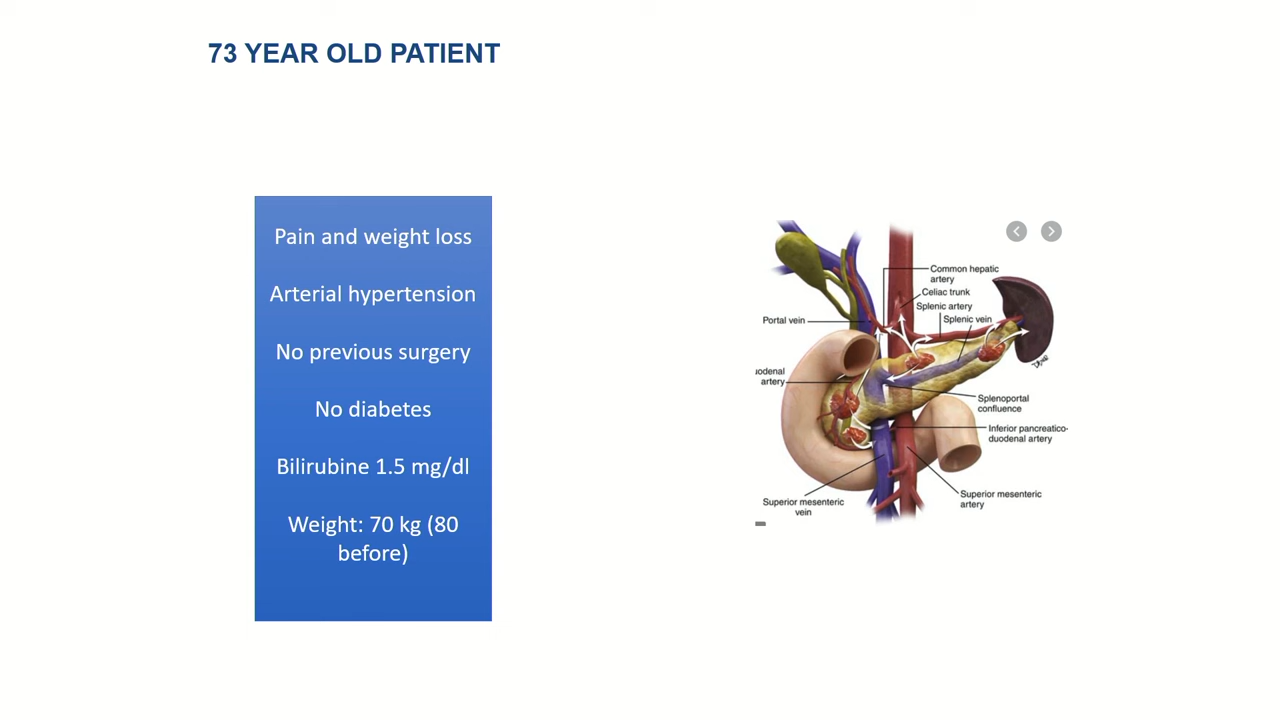 73 YEAR OLD PATIENT
Pain and weight loss
Arterial hypertension
No previous surgery
No diabetes
Bilirubine 1.5 mg/dl
Weight: 70 kg (80
before)
Common hepatic
artery
Celiac trunk
Splenic artery
Splenic vein
Portal vein
uodenal
artery
Splenoportal
confluence
Inferior pancreatico-
duodenal artery
Superior mesenteric
vein
Superior mesenteric
artery